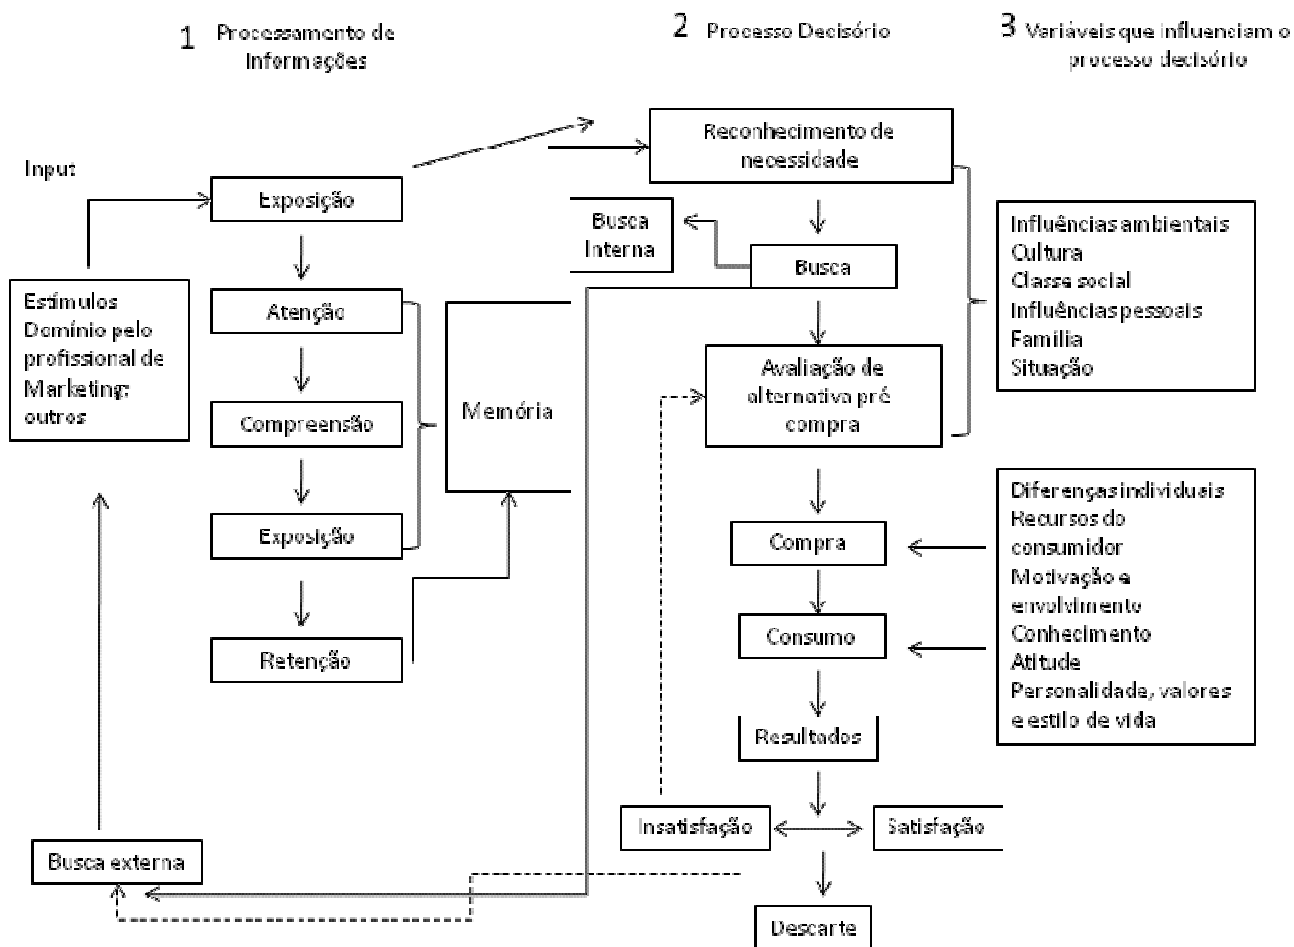 1 Processamento de
Informações
2 Processo Decisório
3 Variáveis que influenciam o
processo decisório
Input
Exposição
Estímulos
Domínio pelo
profissional de
Marketing;
outros
Atenção
Compreensão
Exposição
Retenção
Memória
Busca externa
Reconhecimento de
necessidade
Busca
Interna
Busca
Avaliação de
alternativa pré
compra
Compra
Consumo
Resultados
Insatisfação
Satisfação
Descarte
Influências ambientais
Cultura
Classe social
Influências pessoais
Família
Situação
Diferenças individuais
Recursos do
consumidor
Motivação e
envolvimento
Conhecimento
Atitude
Personalidade, valores
e estilo de vida